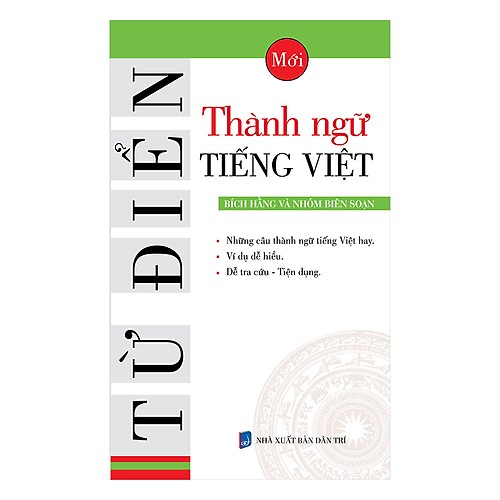 Mới
TỪ ĐIỂN
Thành ngữ
TIẾNG VIỆT
BÍCH HẰNG VÀ NHÓM BIÊN SOẠN
• Những câu thành ngữ tiếng Việt hay.
• Ví dụ dễ hiểu.
• Dễ tra cứu - Tiện dụng.
NHÀ XUẤT BẢN DÂN TRÍ